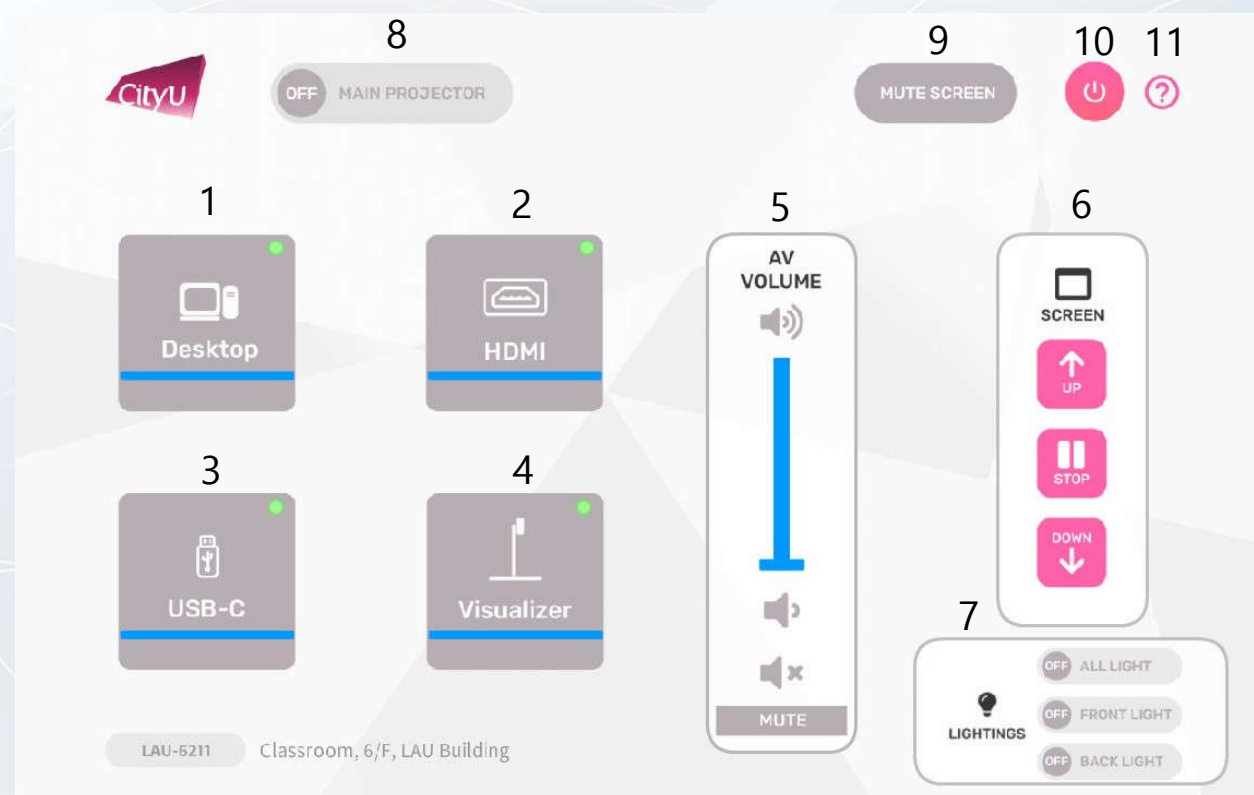 8
9
10
11
CityU
OFF MAIN PROJECTOR
MUTE SCREEN
1
2
5
6
Desktop
HDMI
AV
VOLUME
SCREEN
UP
STOP
DOWN
3
4
USB-C
Visualizer
MUTE
7
LIGHTINGS
OFF ALL LIGHT
OFF FRONT LIGHT
OFF BACK LIGHT
LAU-6211 Classroom, 6/F, LAU Building